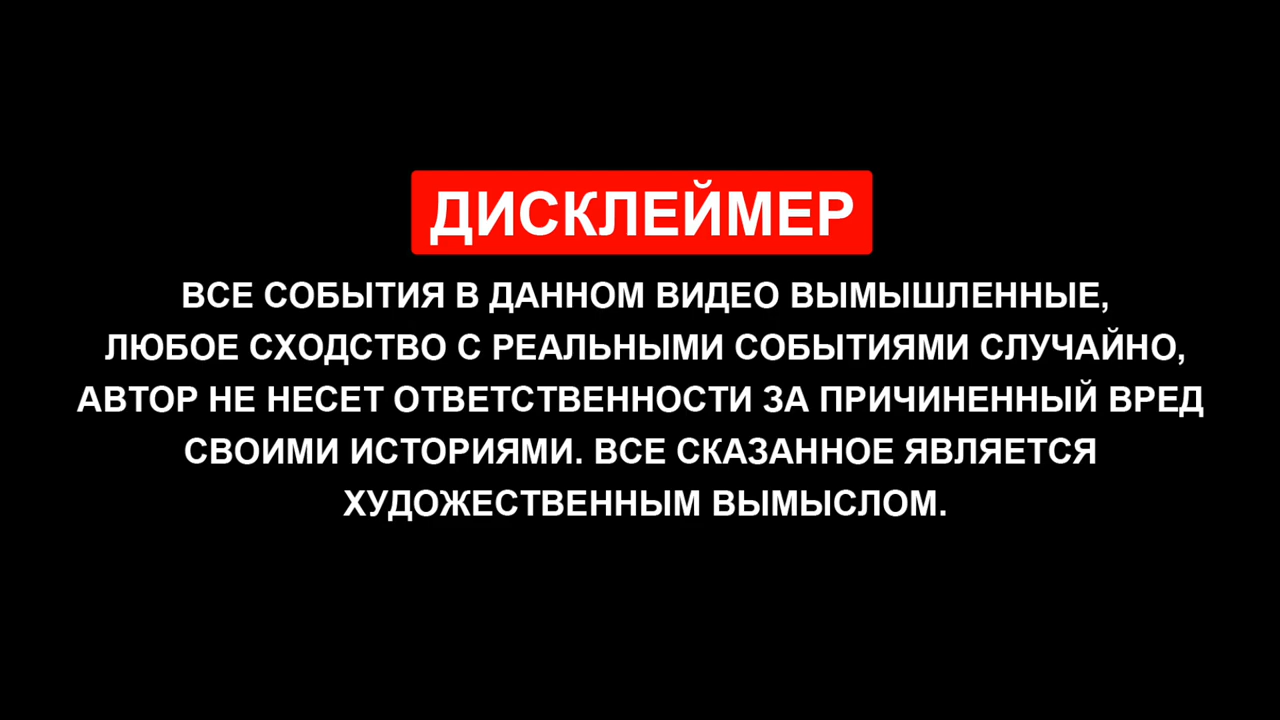 ДИСКЛЕЙМЕР
ВСЕ СОБЫТИЯ В ДАННОМ ВИДЕО ВЫМЫШЛЕННЫЕ,
ЛЮБОЕ СХОДСТВО С РЕАЛЬНЫМИ СОБЫТИЯМИ СЛУЧАЙНО,
АВТОР НЕ НЕСЕТ ОТВЕТСТВЕННОСТИ ЗА ПРИЧИНЕННЫЙ ВРЕД
СВОИМИ ИСТОРИЯМИ. ВСЕ СКАЗАННОЕ ЯВЛЯЕТСЯ
ХУДОЖЕСТВЕННЫМ ВЫМЫСЛОМ.